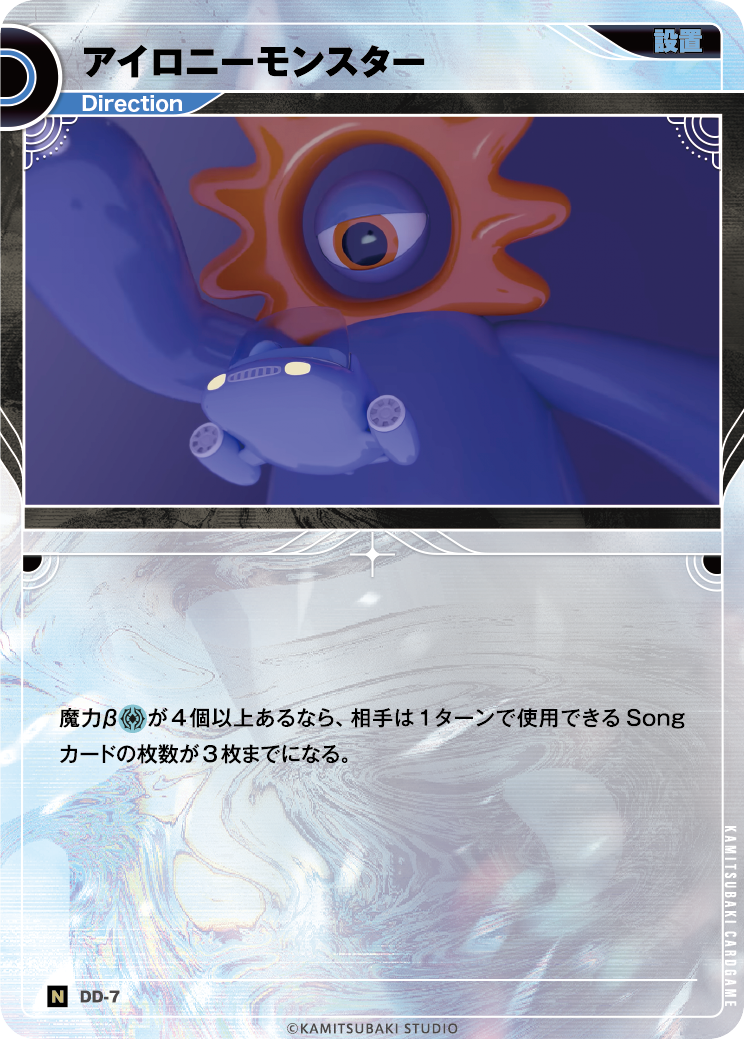 アイロニーモンスター
設置
Direction
魔力βが4個以上あるなら、相手は1ターンで使用できるSong
カードの枚数が3枚までになる。
KAMITSUBAKI CARDGAME
N DD-7
©KAMITSUBAKI STUDIO